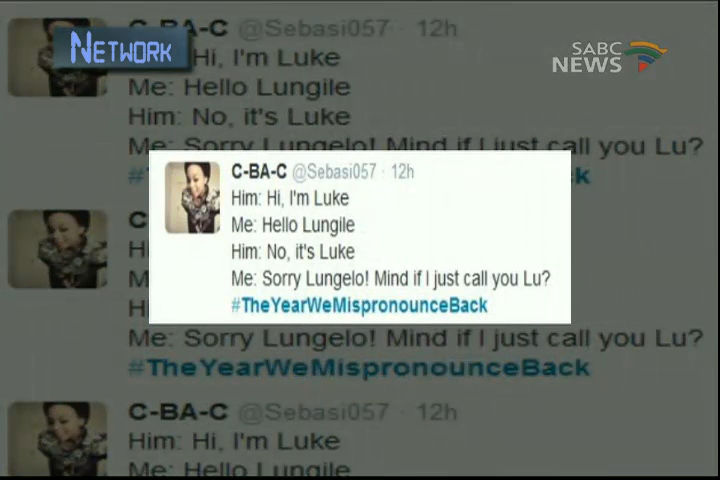 NETWORK
SABC
NEWS
C-BA-C @Sebasi057 · 12h
Hi, I'm Luke
Me: Hello Lungile
Him: No, it's Luke
Me: Sorry Lungelo! Mind if I just call you Lu?
C-BA-C @Sebasi057 · 12h
Him: Hi, I'm Luke
Me: Hello Lungile
Him: No, it's Luke
Me: Sorry Lungelo! Mind if I just call you Lu?
#TheYearWeMispronounceBack
Me: Sorry Lungelo! Mind if I just call you Lu?
#TheYearWeMispronounceBack
C-BA-C @Sebasi057 · 12h
Him: Hi, I'm Luke
Me: Hello Lungile